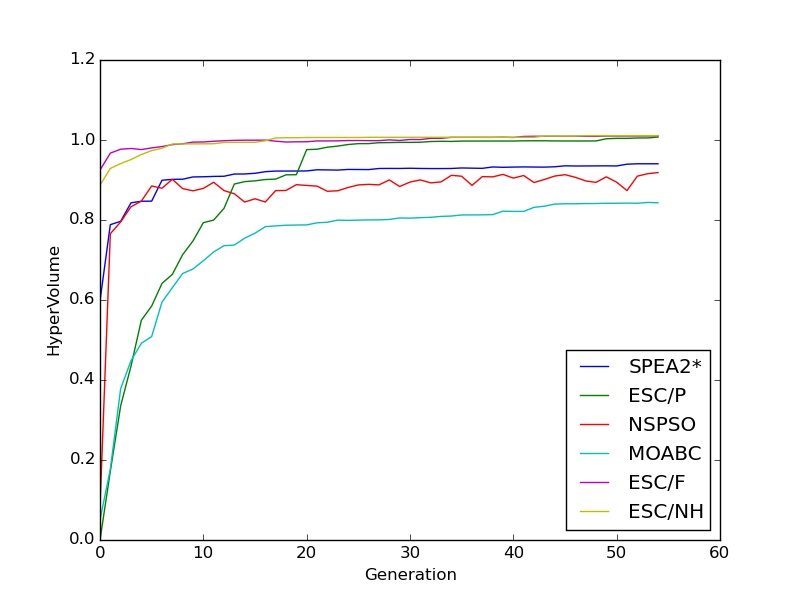 1.2
1.0
0.8
0.6
0.4
0.2
0.0
HyperVolume
0 10 20 30 40 50 60
Generation
SPEA2*
ESC/P
NSPSO
MOABC
ESC/F
ESC/NH